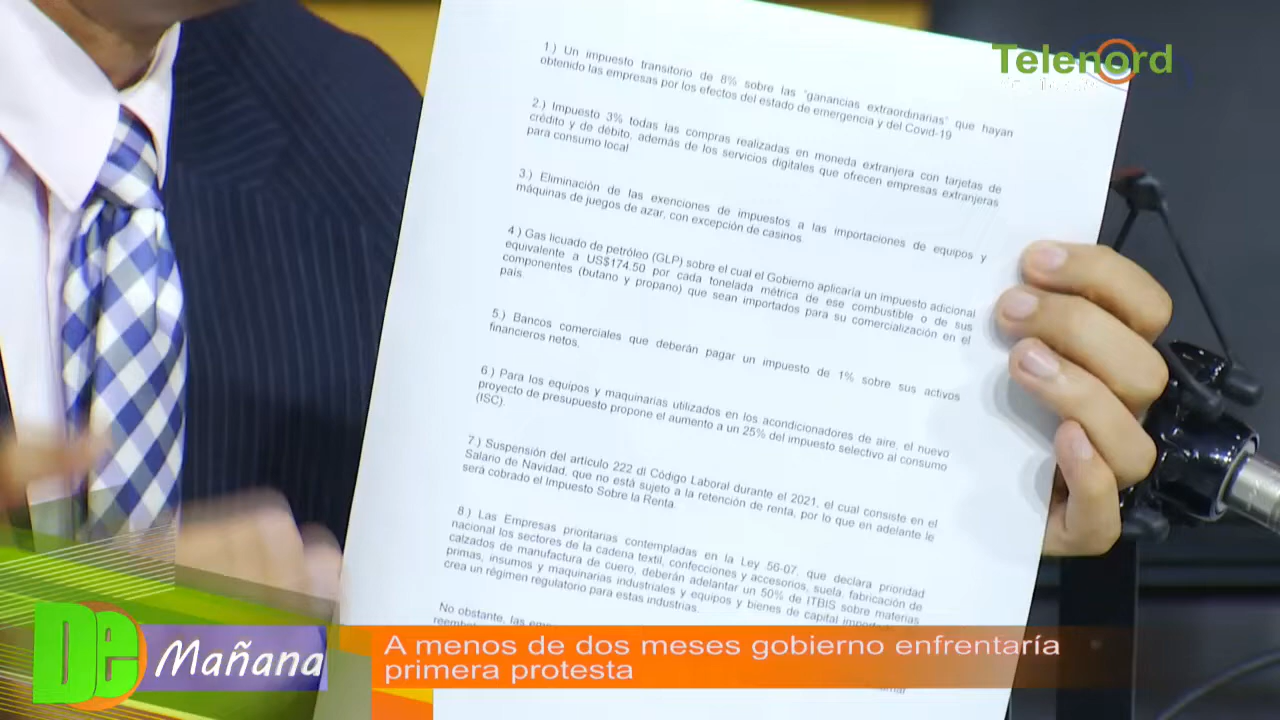 Telenord
1.) Un impuesto transitorio de 8% sobre las "ganancias extraordinarias" que hayan
obtenido las empresas por los efectos del estado de emergencia y del Covid-19
2.) Impuesto 3% todas las compras realizadas en moneda extranjera con tarjetas de
crédito y de débito, además de los servicios digitales que ofrecen empresas extranjeras
para consumo local
3.) Eliminación de las exenciones de impuestos a las importaciones de equipos y
máquinas de juegos de azar, con excepción de casinos
4.) Gas licuado de petróleo (GLP) sobre el cual el Gobierno aplicaría un impuesto adicional
equivalente a US$174.50 por cada tonelada métrica de ese combustible o de sus
componentes (butano y propano) que sean importados para su comercialización en el
país.
5.) Bancos comerciales que deberán pagar un impuesto de 1% sobre sus activos
financieros netos.
6.) Para los equipos y maquinarias utilizados en los acondicionadores de aire, el nuevo
proyecto de presupuesto propone el aumento a un 25% del impuesto selectivo al consumo
(ISC).
7.) Suspensión del artículo 222 dl Código Laboral durante el 2021, el cual consiste en el
Salario de Navidad, que no está sujeto a la retención de renta, por lo que en adelante le
será cobrado el Impuesto Sobre la Renta.
8.) Las Empresas prioritarias contempladas en la Ley 56-07, que declara prioridad
nacional los sectores de la cadena textil, confecciones y accesorios, suela, fabricación de
calzados de manufactura de cuero, deberán adelantar un 50% de ITBIS sobre materias
primas, insumos y maquinarias industriales y equipos y bienes de capital
crea un régimen regulatorio para estas industrias.
No obstante, las
De Mañana
A menos de dos meses gobierno enfrentaría
primera protesta